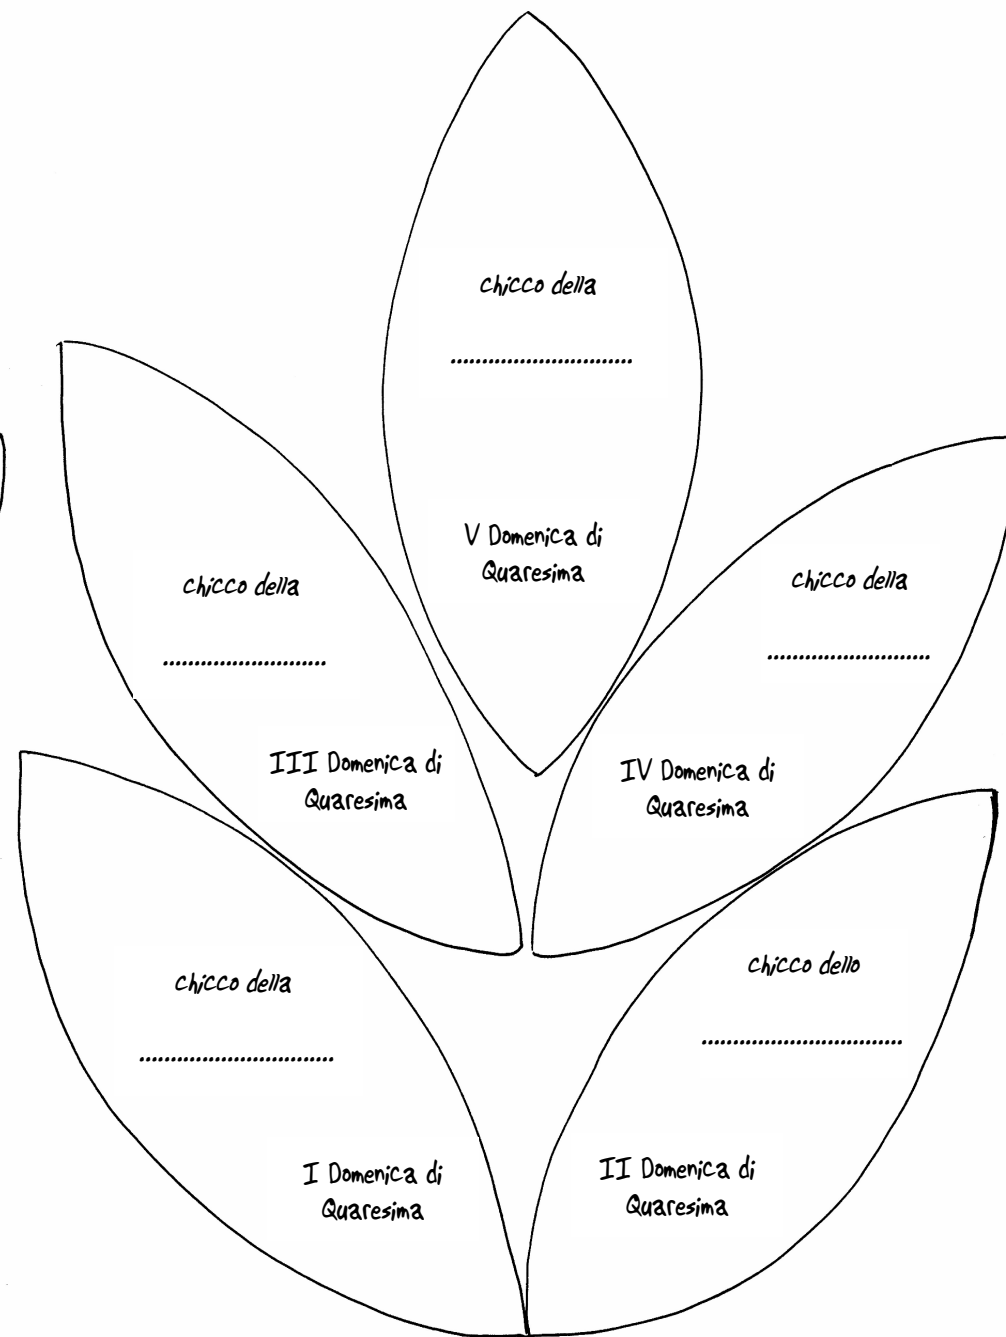 chicco della
..............................
V Domenica di
Quaresima
chicco della
...........................
III Domenica di
Quaresima
chicco della
...........................
IV Domenica di
Quaresima
chicco della
................................
I Domenica di
Quaresima
chicco dello
.................................
II Domenica di
Quaresima